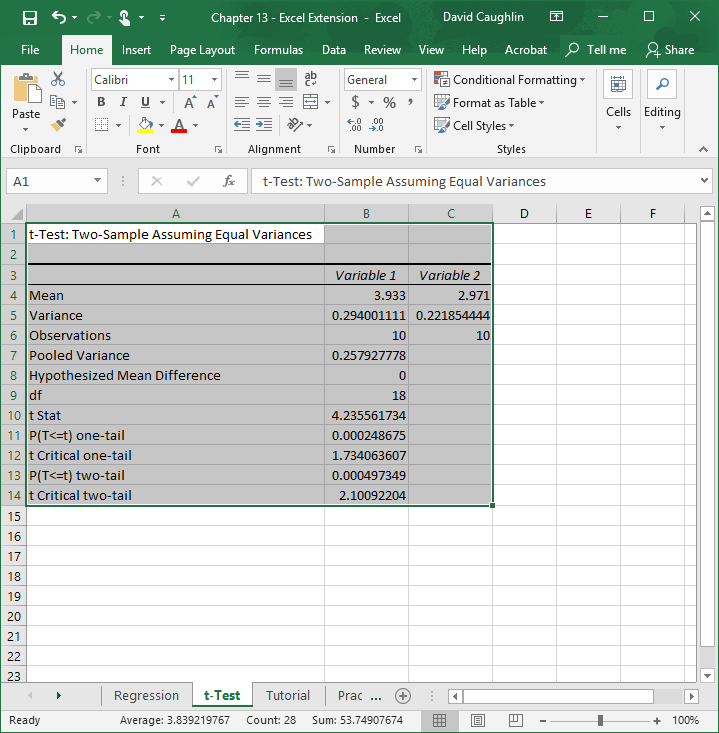 Chapter 13 - Excel Extension - Excel
David Caughlin
File Home Insert Page Layout Formulas Data Review View Help Acrobat Tell me Share
Paste
Calibri 11
B I U A A
ab
General
$ % ,
Conditional Formatting
Format as Table
Cell Styles
Cells
Editing
Clipboard Font Alignment Number Styles
A1 fx t-Test: Two-Sample Assuming Equal Variances
A B C D E F
1 t-Test: Two-Sample Assuming Equal Variances
2
3 Variable 1 Variable 2
4 Mean 3.933 2.971
5 Variance 0.294001111 0.221854444
6 Observations 10 10
7 Pooled Variance 0.257927778
8 Hypothesized Mean Difference 0
9 df 18
10 t Stat 4.235561734
11 P(T<=t) one-tail 0.000248675
12 t Critical one-tail 1.734063607
13 P(T<=t) two-tail 0.000497349
14 t Critical two-tail 2.10092204
15
16
17
18
19
20
21
22
23
Regression t-Test Tutorial Prac ...
Ready Average: 3.839219767 Count: 28 Sum: 53.74907674 100%